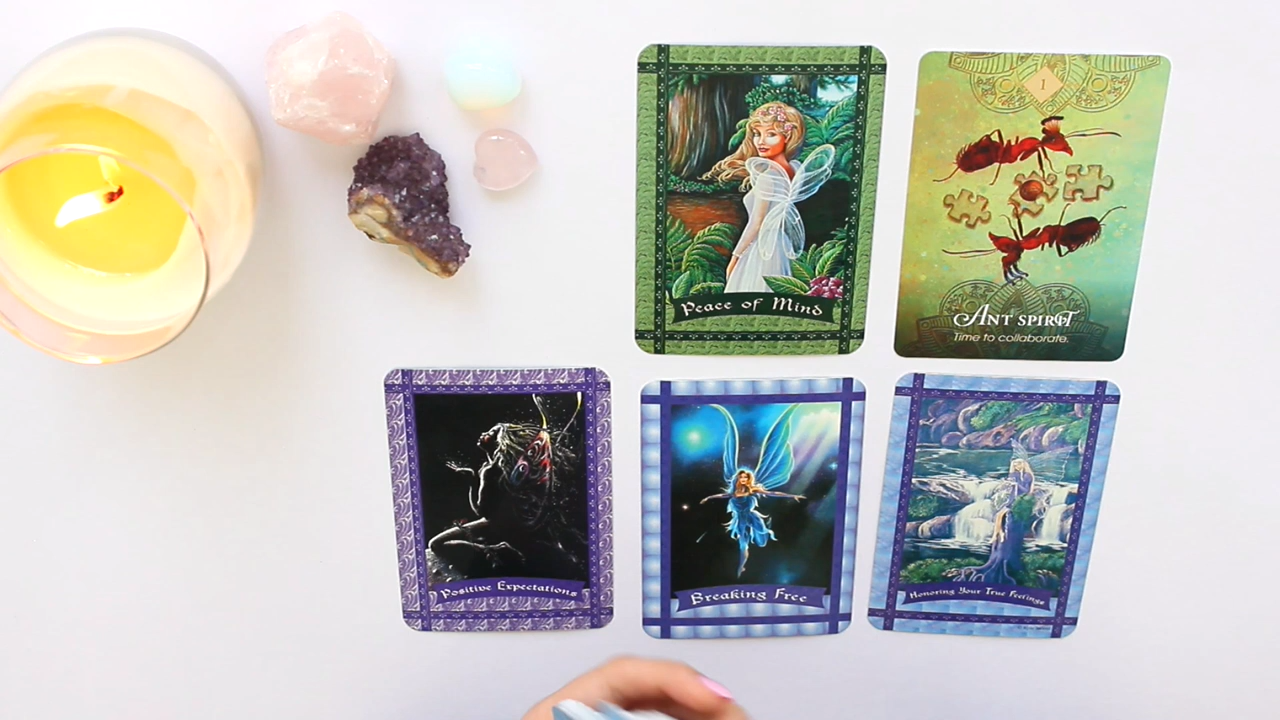 Peace of Mind
1
Ant Spirit
Time to collaborate.
Positive Expectations
Breaking Free
Honoring Your True Feelings